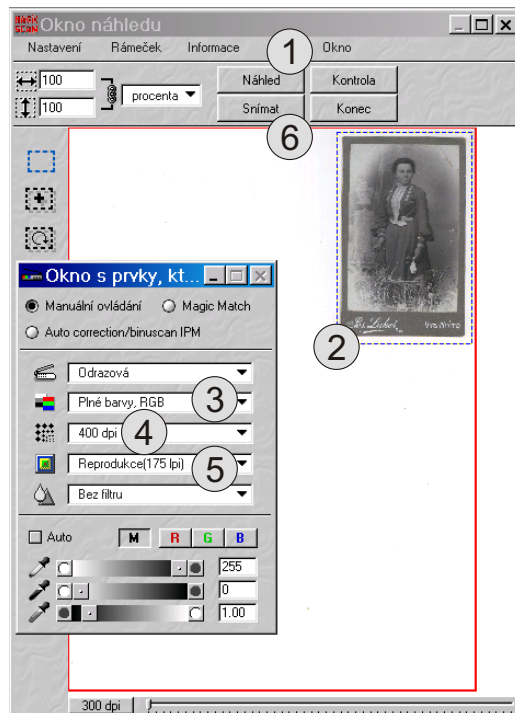 MAGIC SCAN Okno náhledu
Nastavení Rámeček Informace Okno
1
100 procenta Náhled Kontrola
100 Snímat Konec
6
Okno s prvky, kt...
Manuální ovládání Magic Match
Auto correction/binuscan IPM
2
Odrazová
Plné barvy, RGB 3
400 dpi 4
Reprodukce(175 lpi) 5
Bez filtru
Auto M R G B
255
0
1.00
300 dpi